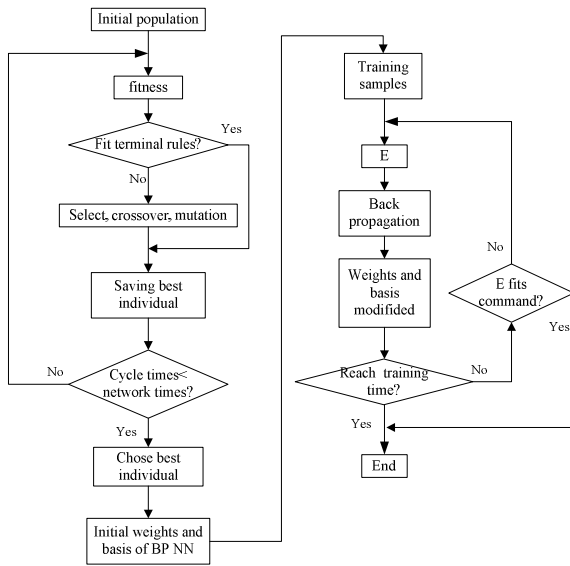 Initial population
fitness
Fit terminal rules?
Yes
No
Select, crossover, mutation
Saving best
individual
Cycle times<
network times?
No
Yes
Chose best
individual
Initial weights and
basis of BP NN
Training
samples
E
Back
propagation
Weights and
basis
modifided
Reach training
time?
No
Yes
E fits
command?
No
Yes
End